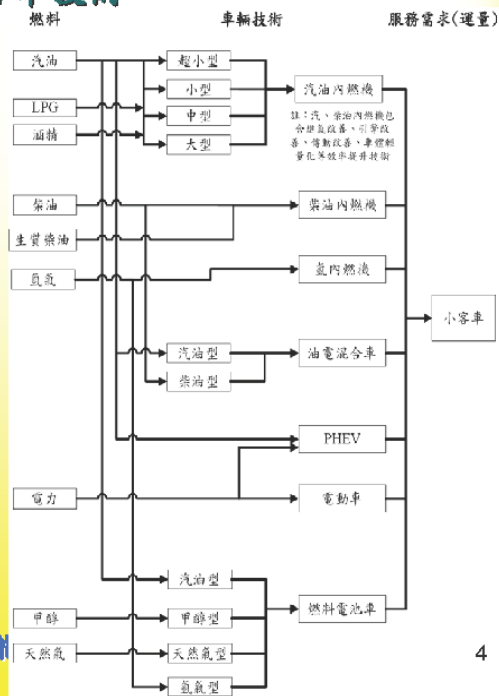 車技術
燃料
車輛技術
服務需求(運量)
汽油
LPG
酒精
柴油
生質柴油
氫氣
電力
甲醇
天然氣
超小型
小型
中型
大型
汽油型
柴油型
汽油型
甲醇型
天然氣型
氫氣型
汽油內燃機
註：汽、柴油內燃機包
含進氣改善、引擎改
善、傳動改善、車體輕
量化等效率提升技術
柴油內燃機
氫內燃機
油電混合車
PHEV
電動車
燃料電池車
小客車
4